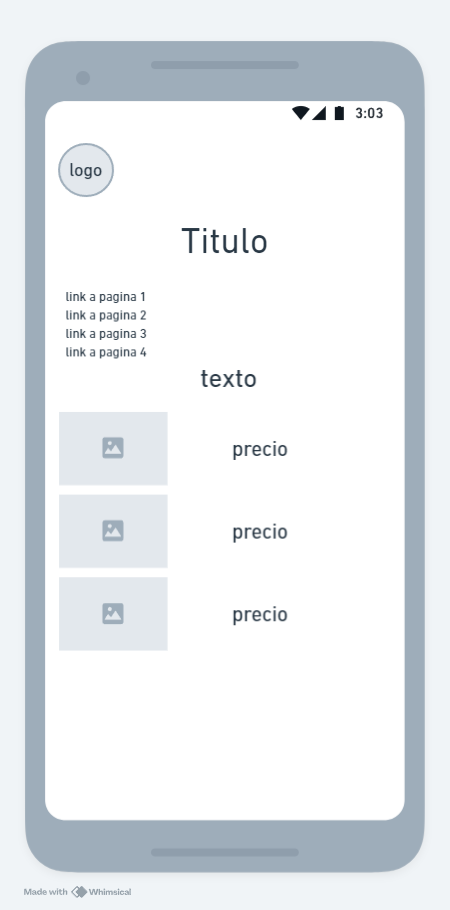 3:03
logo
Titulo
link a pagina 1
link a pagina 2
link a pagina 3
link a pagina 4
texto
precio
precio
precio
Made with Whimsical